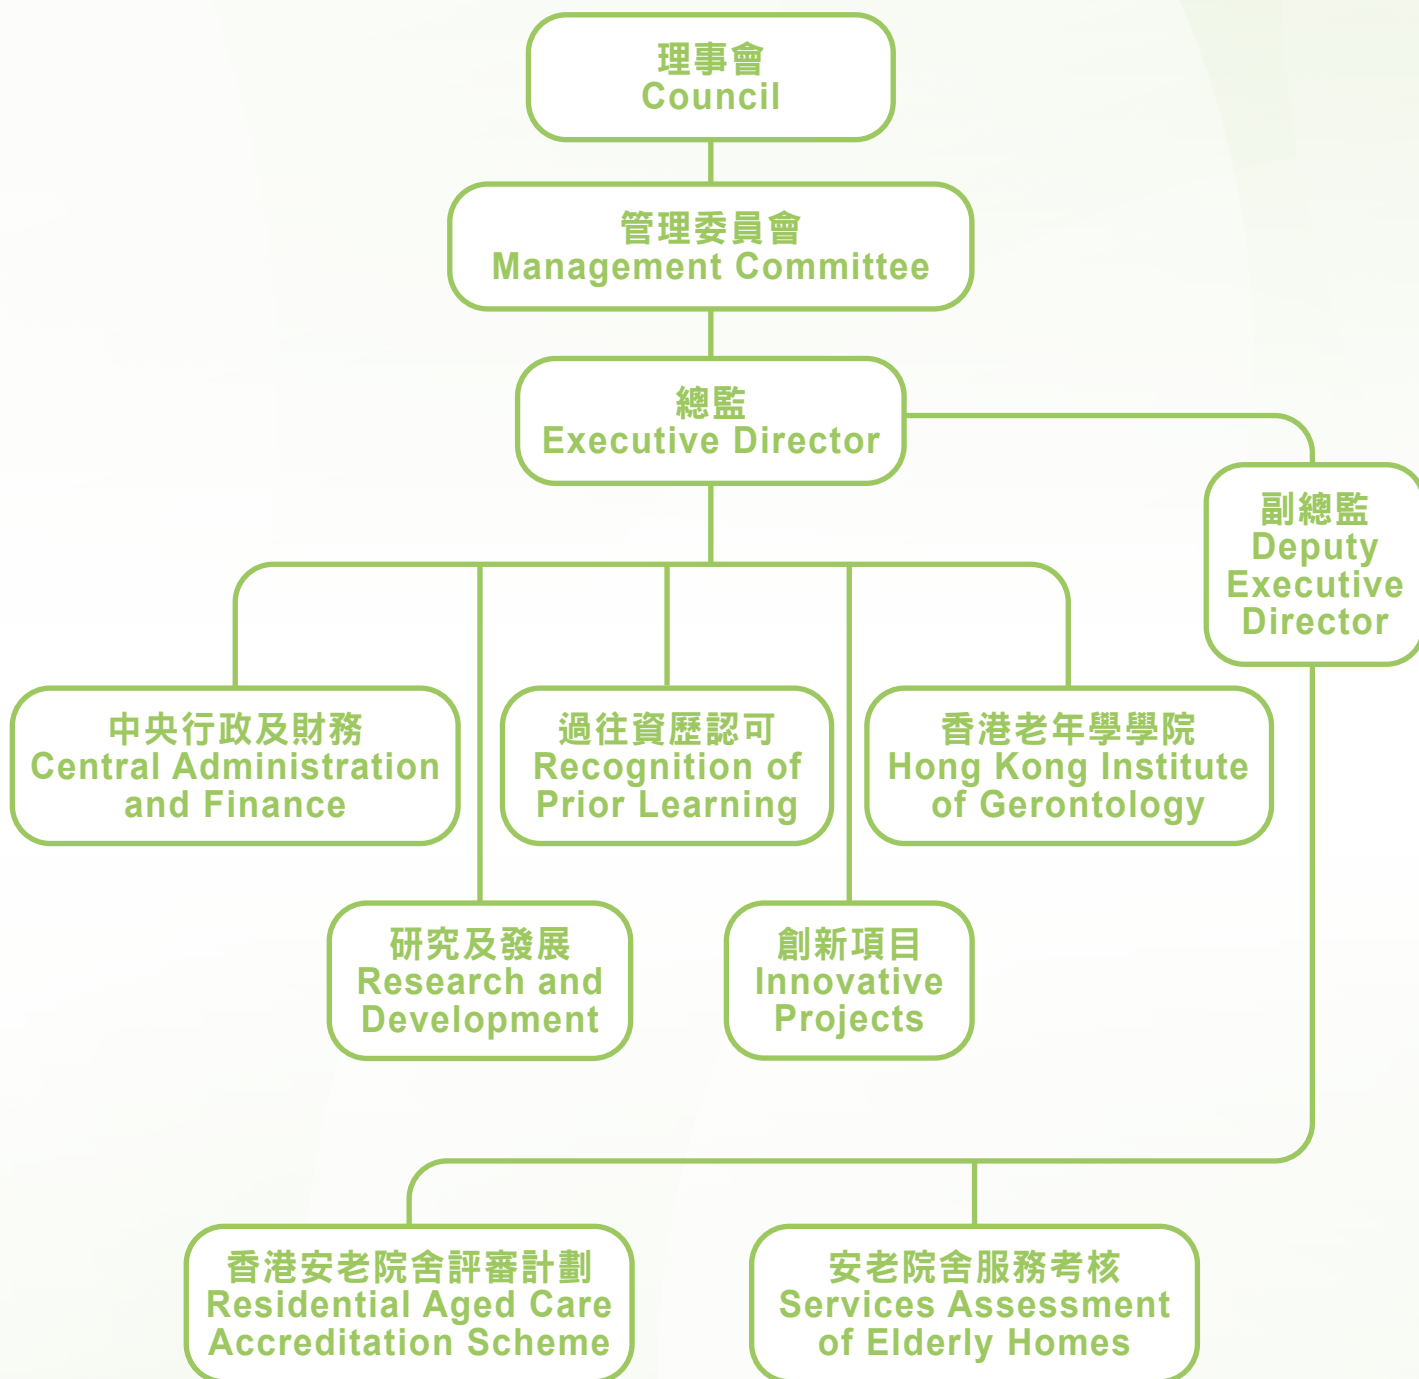 理事會
Council
管理委員會
Management Committee
總監
Executive Director
副總監
Deputy
Executive
Director
中央行政及財務
Central Administration
and Finance
過往資歷認可
Recognition of
Prior Learning
香港老年學學院
Hong Kong Institute
of Gerontology
研究及發展
Research and
Development
創新項目
Innovative
Projects
香港安老院舍評審計劃
Residential Aged Care
Accreditation Scheme
安老院舍服務考核
Services Assessment
of Elderly Homes